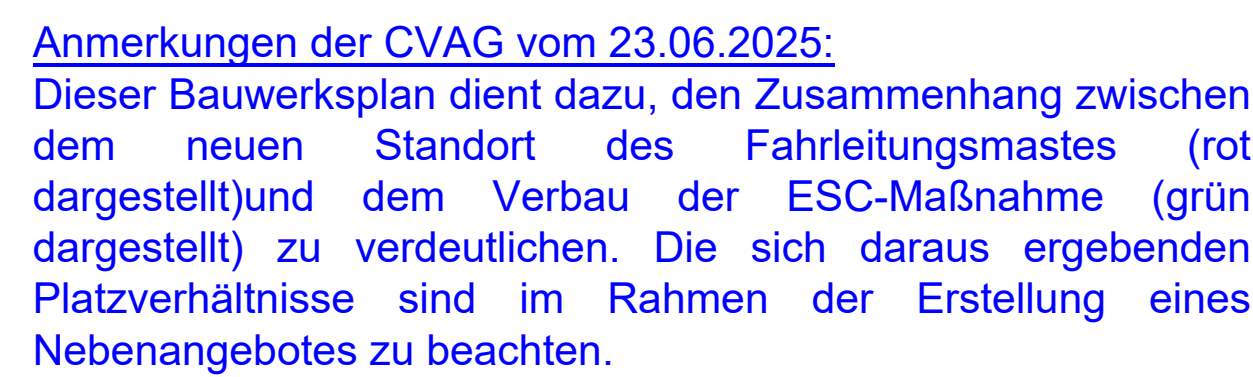 Anmerkungen der CVAG vom 23.06.2025:
Dieser Bauwerksplan dient dazu, den Zusammenhang zwischen
dem neuen Standort des Fahrleitungsmastes (rot
dargestellt)und dem Verbau der ESC-Maßnahme (grün
dargestellt) zu verdeutlichen. Die sich daraus ergebenden
Platzverhältnisse sind im Rahmen der Erstellung eines
Nebenangebotes zu beachten.